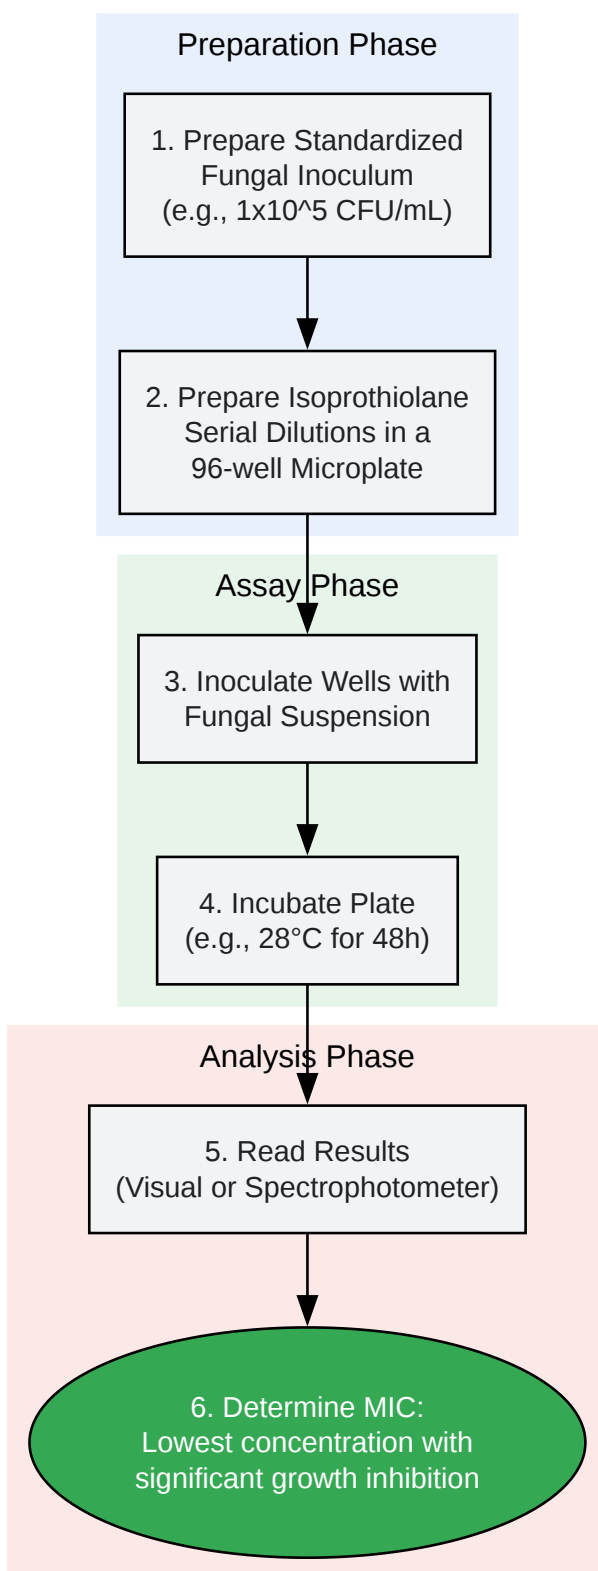 Preparation Phase
1. Prepare Standardized
Fungal Inoculum
(e.g., 1x10^5 CFU/mL)
2. Prepare Isoprothiolane
Serial Dilutions in a
96-well Microplate
Assay Phase
3. Inoculate Wells with
Fungal Suspension
4. Incubate Plate
(e.g., 28°C for 48h)
Analysis Phase
5. Read Results
(Visual or Spectrophotometer)
6. Determine MIC:
Lowest concentration with
significant growth inhibition